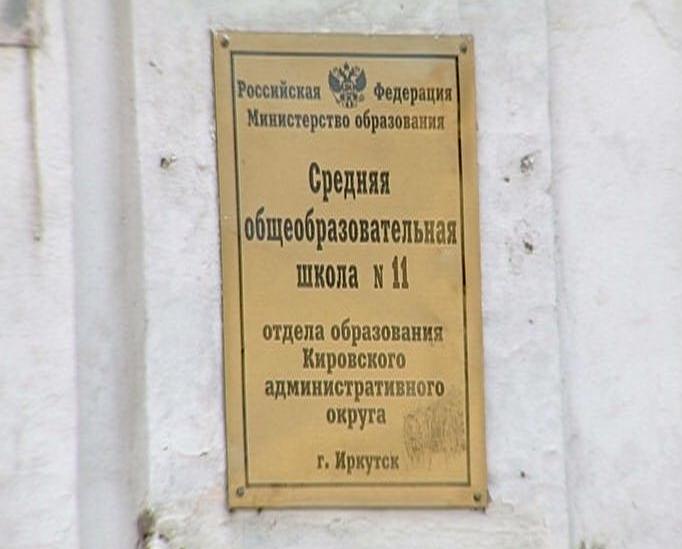 Российская Федерация
Министерство образования
Средняя
общеобразовательная
школа N 11
отдела образования
Кировского
административного
округа
г. Иркутск